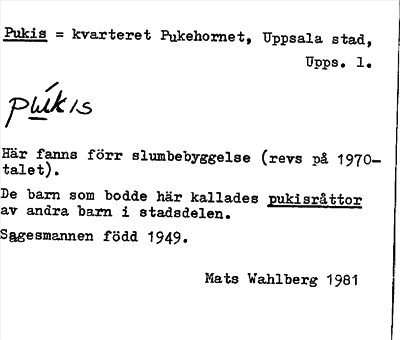 Pukis = kvarteret Pukehornet, Uppsala stad,
Upps. l.
púkis
Här fanns förr slumbebyggelse (revs på 1970-
talet).
De barn som bodde här kallades pukisråttor
av andra barn i stadsdelen.
Sagesmannen född 1949.
Mats Wahlberg 1981